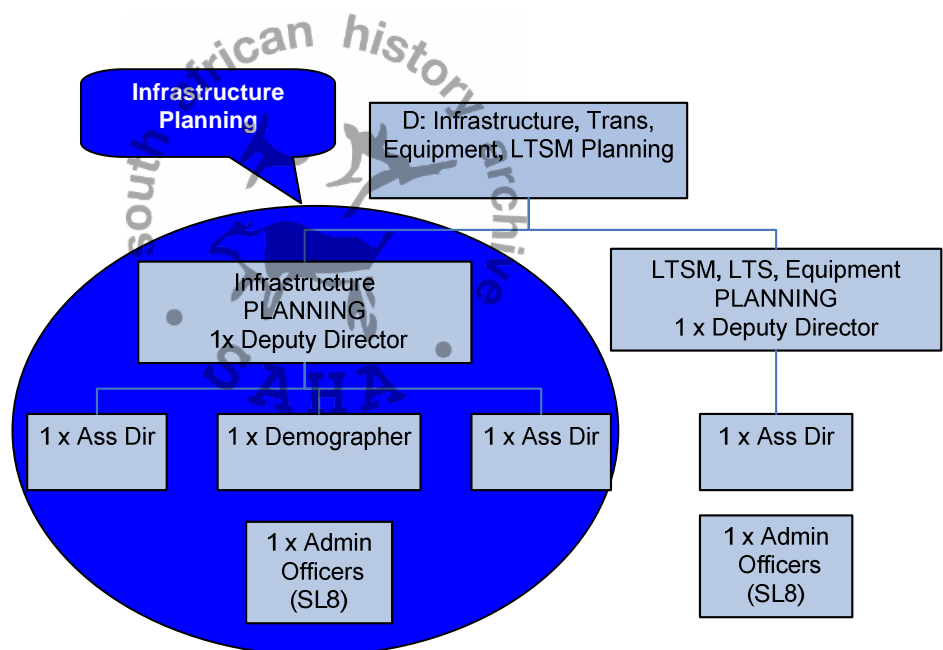 south african history archive
• SAHA •
Infrastructure
Planning
D: Infrastructure, Trans,
Equipment, LTSM Planning
Infrastructure
PLANNING
1x Deputy Director
LTSM, LTS, Equipment
PLANNING
1 x Deputy Director
1 x Ass Dir
1 x Demographer
1 x Ass Dir
1 x Ass Dir
1 x Admin
Officers
(SL8)
1 x Admin
Officers
(SL8)